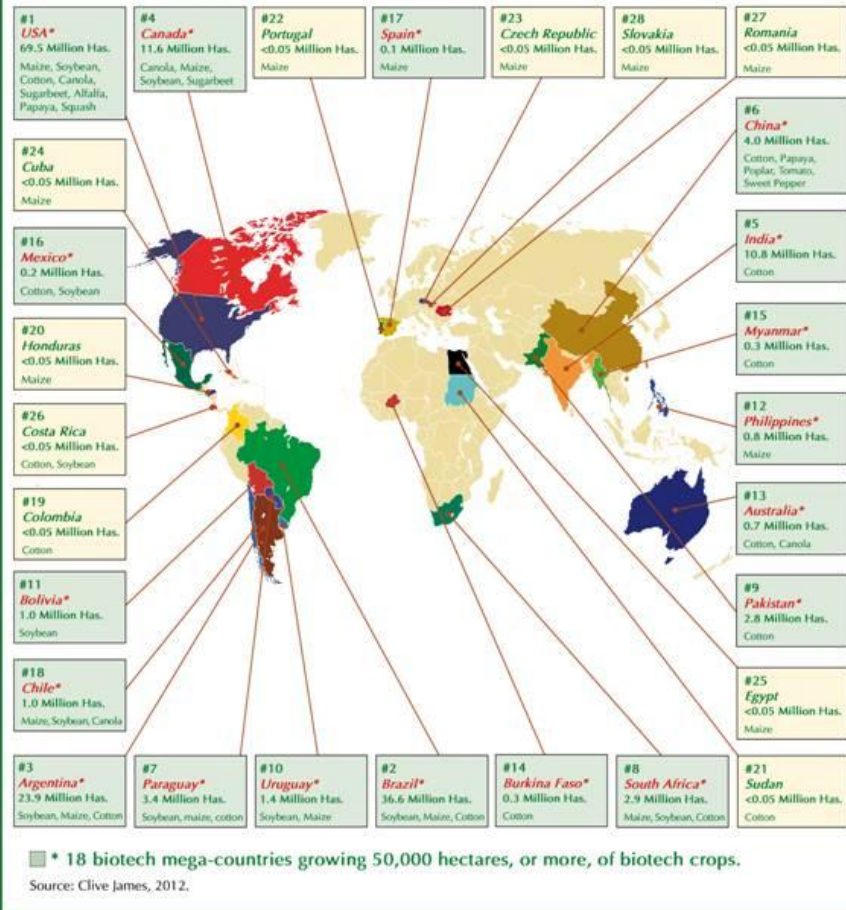 #1
USA*
69.5 Million Has.
Maize, Soybean,
Cotton, Canola,
Sugarbeet, Alfalfa,
Papaya, Squash
#4
Canada*
11.6 Million Has.
Canola, Maize,
Soybean, Sugarbeet
#22
Portugal
<0.05 Million Has.
Maize
#17
Spain*
0.1 Million Has.
Maize
#23
Czech Republic
<0.05 Million Has.
Maize
#28
Slovakia
<0.05 Million Has.
Maize
#27
Romania
<0.05 Million Has.
Maize
#24
Cuba
<0.05 Million Has.
Maize
#16
Mexico*
0.2 Million Has.
Cotton, Soybean
#20
Honduras
<0.05 Million Has.
Maize
#26
Costa Rica
<0.05 Million Has.
Cotton, Soybean
#19
Colombia
<0.05 Million Has.
Cotton
#11
Bolivia*
1.0 Million Has.
Soybean
#18
Chile*
1.0 Million Has.
Maize, Soybean, Canola
#6
China*
4.0 Million Has.
Cotton, Papaya,
Poplar, Tomato,
Sweet Pepper
#5
India*
10.8 Million Has.
Cotton
#15
Myanmar*
0.3 Million Has.
Cotton
#12
Philippines*
0.8 Million Has.
Maize
#13
Australia*
0.7 Million Has.
Cotton, Canola
#9
Pakistan*
2.8 Million Has.
Cotton
#25
Egypt
<0.05 Million Has.
Maize
#3
Argentina*
23.9 Million Has.
Soybean, Maize, Cotton
#7
Paraguay*
3.4 Million Has.
Soybean, maize, cotton
#10
Uruguay*
1.4 Million Has.
Soybean, Maize
#2
Brazil*
36.6 Million Has.
Soybean, Maize, Cotton
#14
Burkina Faso*
0.3 Million Has.
Cotton
#8
South Africa*
2.9 Million Has.
Maize, Soybean, Cotton
#21
Sudan
<0.05 Million Has.
Cotton
* 18 biotech mega-countries growing 50,000 hectares, or more, of biotech crops.
Source: Clive James, 2012.